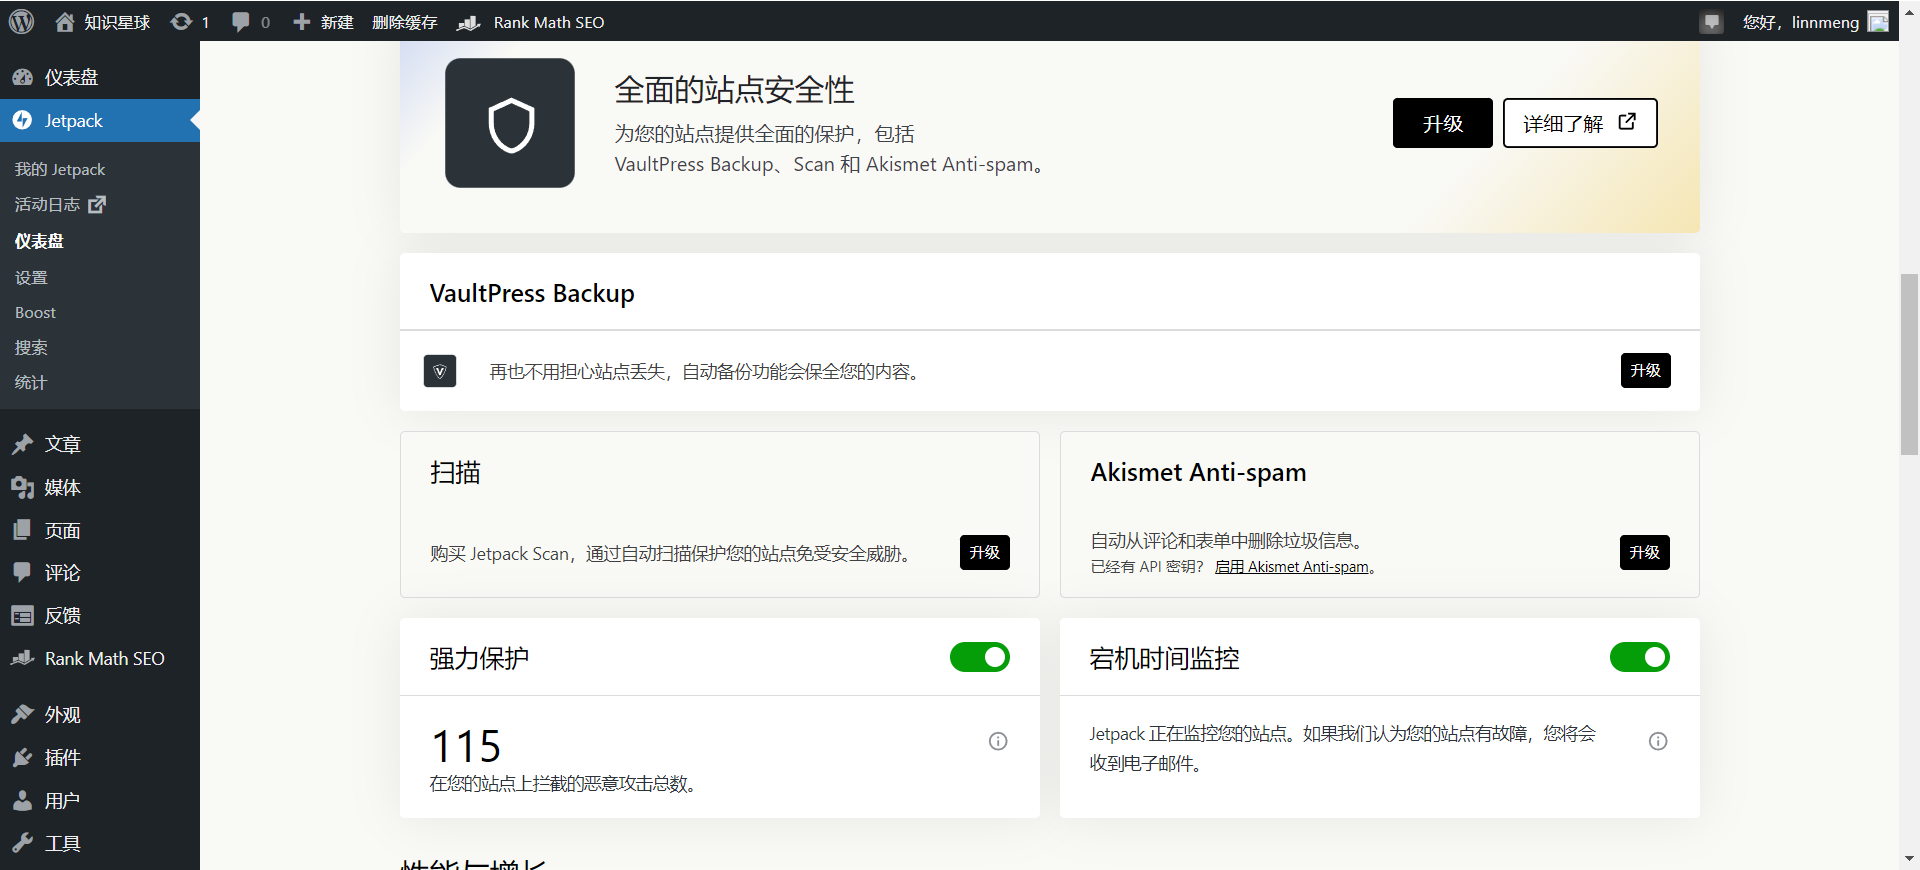 知识星球
1
0
新建
删除缓存
Rank Math SEO
您好，linnmeng
仪表盘
Jetpack
我的 Jetpack
活动日志
仪表盘
设置
Boost
搜索
统计
文章
媒体
页面
评论
反馈
Rank Math SEO
外观
插件
用户
工具
全面的站点安全性
为您的站点提供全面的保护，包括
VaultPress Backup、Scan 和 Akismet Anti-spam。
升级
详细了解
VaultPress Backup
再也不用担心站点丢失，自动备份功能会保全您的内容。
升级
扫描
购买 Jetpack Scan，通过自动扫描保护您的站点免受安全威胁。
升级
Akismet Anti-spam
自动从评论和表单中删除垃圾信息。
已经有 API 密钥？ 启用 Akismet Anti-spam。
升级
强力保护
115
在您的站点上拦截的恶意攻击总数。
宕机时间监控
Jetpack 正在监控您的站点。如果我们认为您的站点有故障，您将会
收到电子邮件。
性能与增长